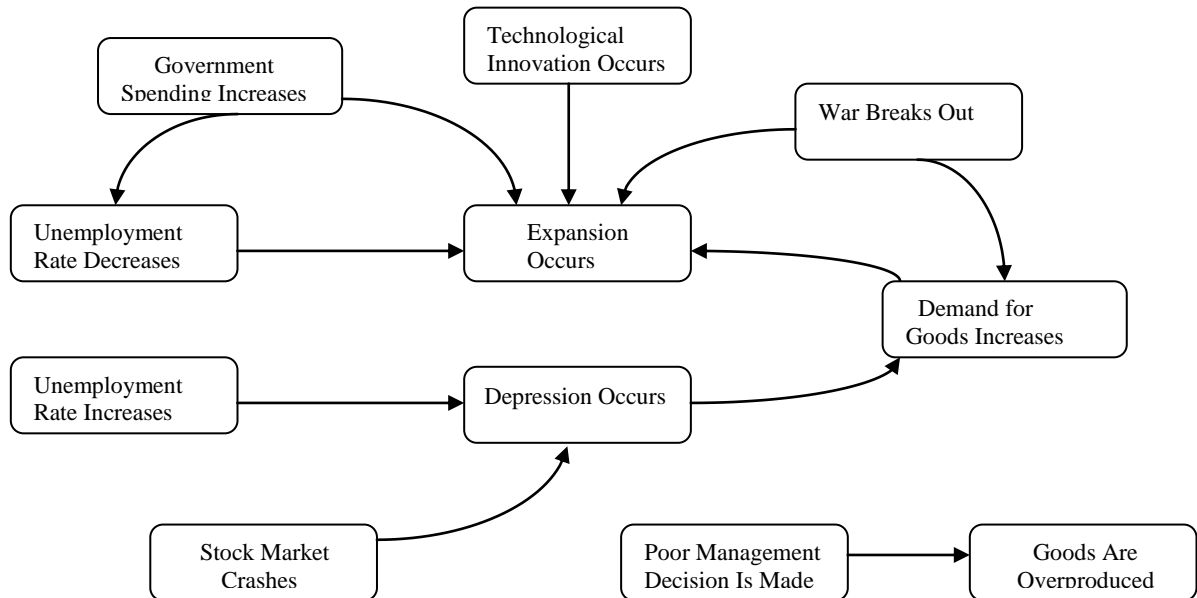 Technological
Innovation Occurs
Government
Spending Increases
War Breaks Out
Unemployment
Rate Decreases
Expansion
Occurs
Demand for
Goods Increases
Unemployment
Rate Increases
Depression Occurs
Stock Market
Crashes
Poor Management
Decision Is Made
Goods Are
Overproduced